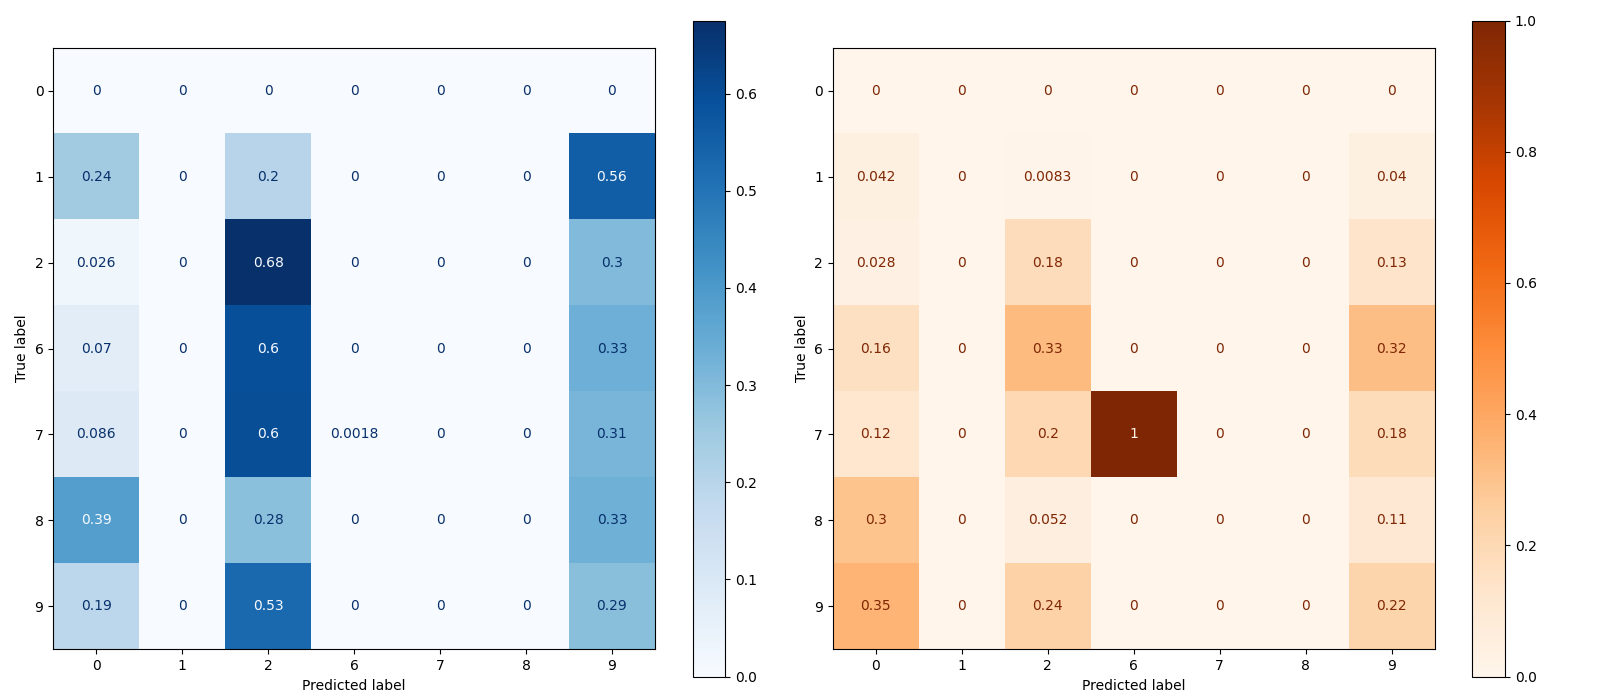 0 0 0 0 0 0 0 0
1 0.24 0 0.2 0 0 0 0.56
2 0.026 0 0.68 0 0 0 0.3
6 0.07 0 0.6 0 0 0 0.33
7 0.086 0 0.6 0.0018 0 0 0.31
8 0.39 0 0.28 0 0 0 0.33
9 0.19 0 0.53 0 0 0 0.29
0 1 2 6 7 8 9
True label
Predicted label
0.6
0.5
0.4
0.3
0.2
0.1
0.0
0 0 0 0 0 0 0 0
1 0.042 0 0.0083 0 0 0 0.04
2 0.028 0 0.18 0 0 0 0.13
6 0.16 0 0.33 0 0 0 0.32
7 0.12 0 0.2 1 0 0 0.18
8 0.3 0 0.052 0 0 0 0.11
9 0.35 0 0.24 0 0 0 0.22
0 1 2 6 7 8 9
True label
Predicted label
1.0
0.8
0.6
0.4
0.2
0.0